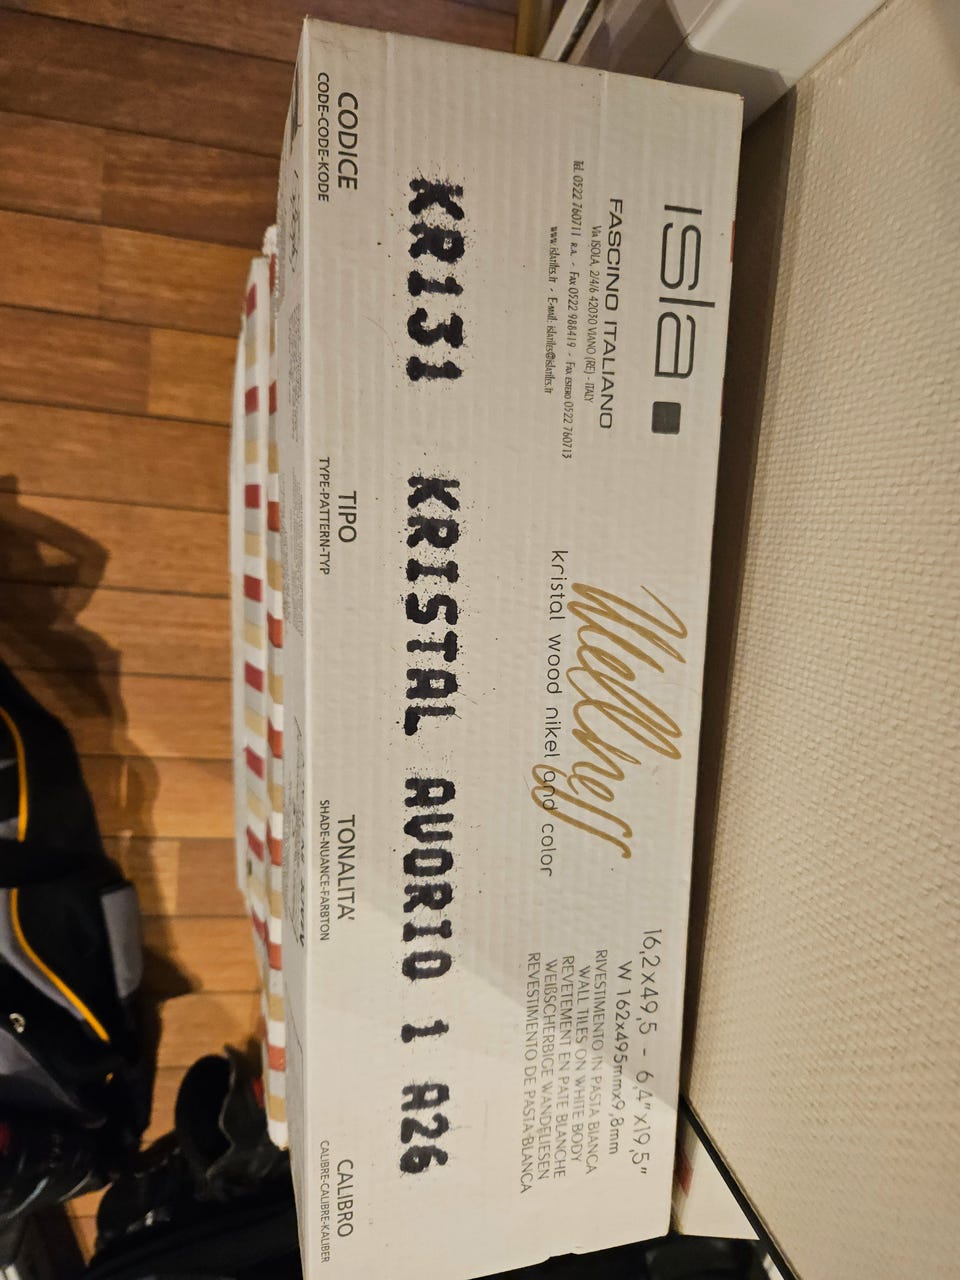 isla
FASCINO ITALIANO
Via ISOLA, 2/4/6 42030 VIANO (RE) - ITALY
Tel. 0522 760711 R.A. - Fax 0522 988419 - Fax ESTERO 0522 760713
www.islatiles.it - E-mail: islatiles@islatiles.it
Wellness
kristal wood nikel and color
16,2x49,5 - 6,4"x19,5"
W 162x495mmx9,8mm
RIVESTIMENTO IN PASTA BIANCA
WALL TILES ON WHITE BODY
REVETEMENT EN PATE BLANCHE
WEIßSCHERBIGE WANDFLIESEN
REVESTIMENTO DE PASTA BLANCA
KR131 KRISTAL AVORIO 1 A26
CODICE
CODE-CODE-KODE
TIPO
TYPE-PATTERN-TYP
TONALITA'
SHADE-NUANCE-FARBTON
CALIBRO
CALIBRE-CALIBRE-KALIBER